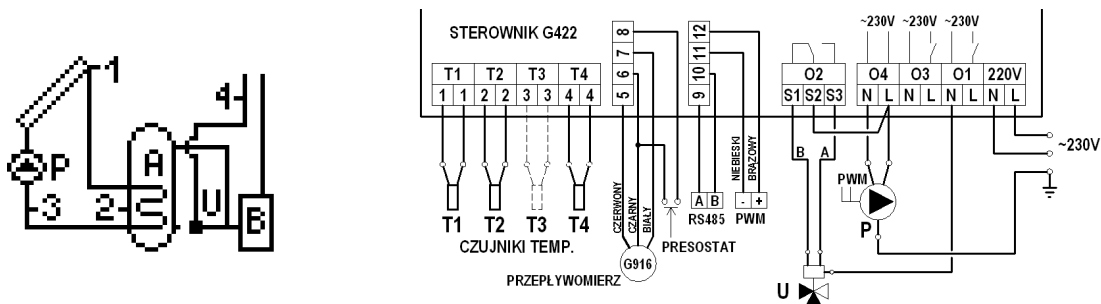 1
4
P
A
3
2
U
B
STEROWNIK G422
T1 T2 T3 T4
1 1 2 2 3 3 4 4
T1 T2 T3 T4
CZUJNIKI TEMP.
8
7
6
5
CZERWONY
CZARNY
BIAŁY
G916
PRZEPŁYWOMIERZ
PRESOSTAT
12
11
10
9
NIEBIESKI
BRAZOWY
A B
RS485
- +
PWM
~230V ~230V ~230V
O2 O4 O3 O1 220V
S1 S2 S3 N L N L N L N L
B A
PWM
P
U
~230V